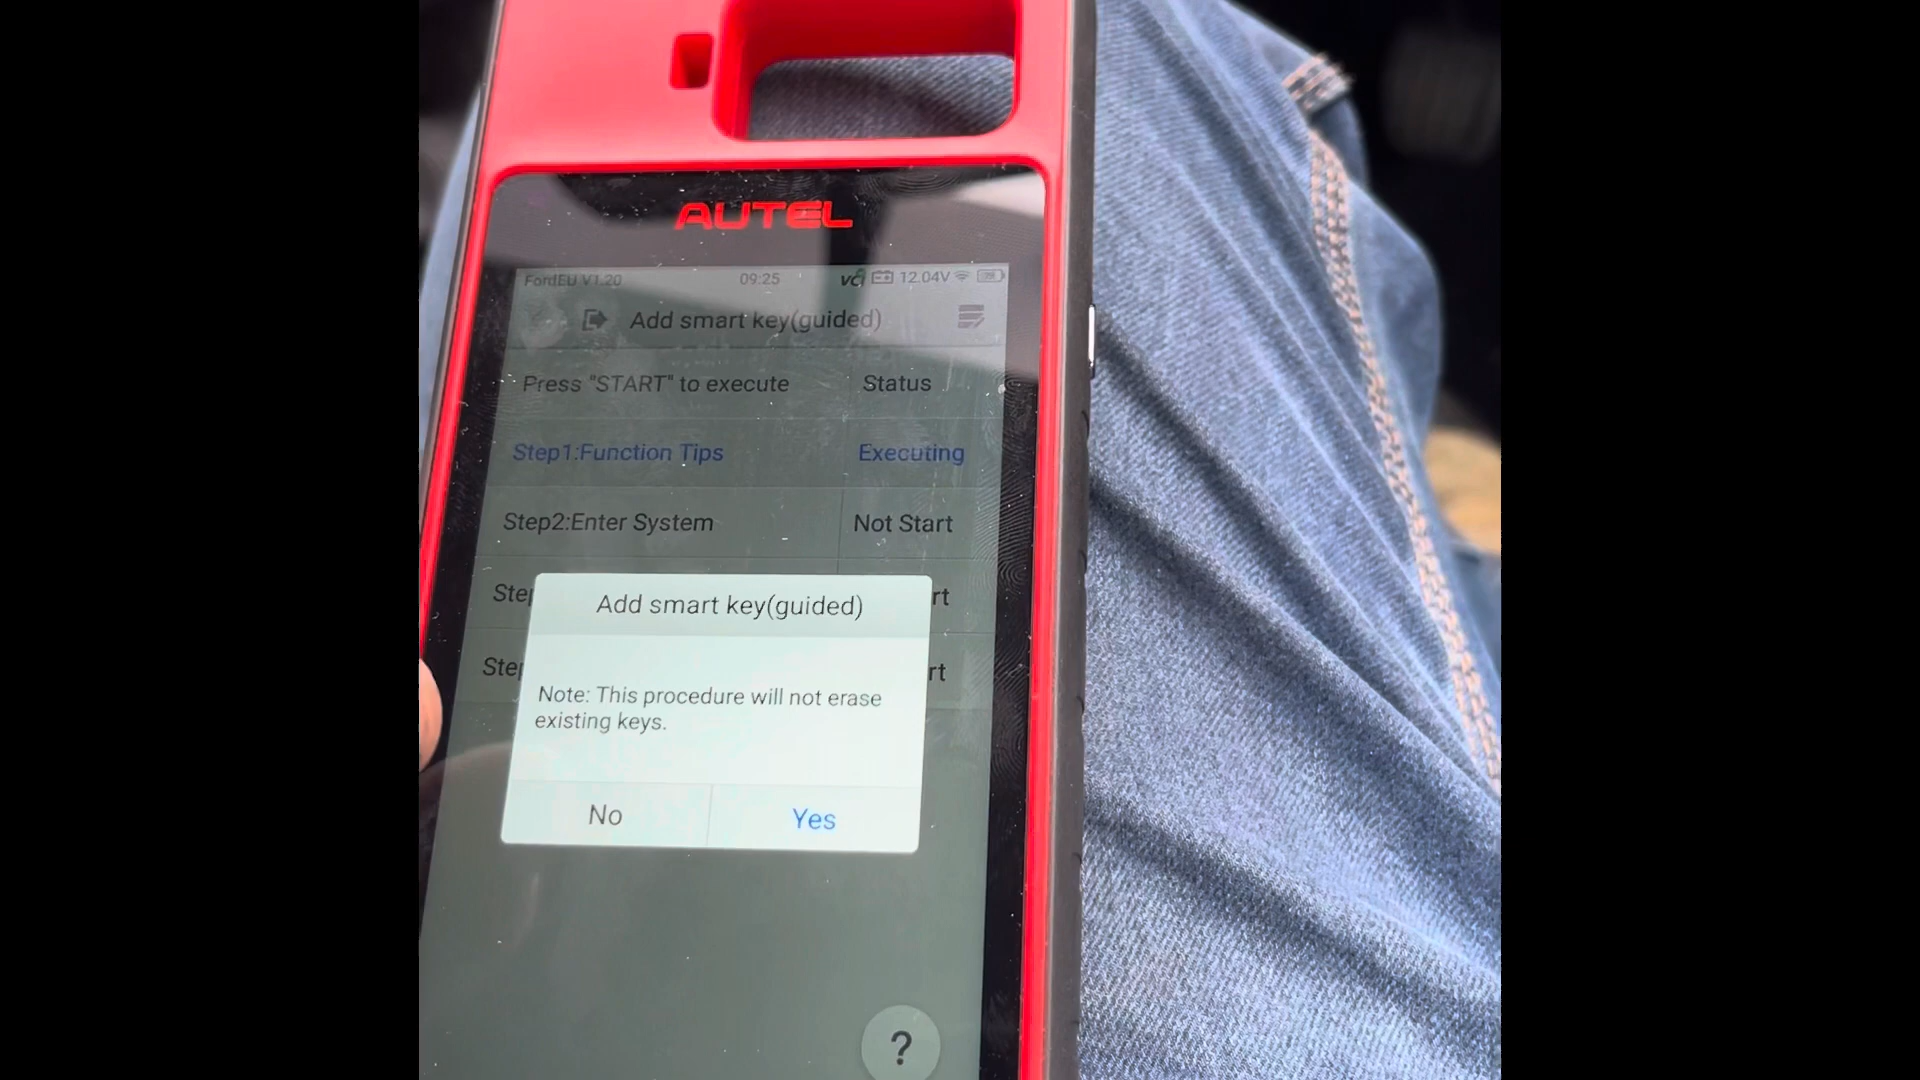 AUTEL
FordEU V1.20 09:25 VCI 12.04V
Add smart key(guided)
Press "START" to execute Status
Step1:Function Tips Executing
Step2:Enter System Not Start
Add smart key(guided)
Note: This procedure will not erase
existing keys.
No Yes
?